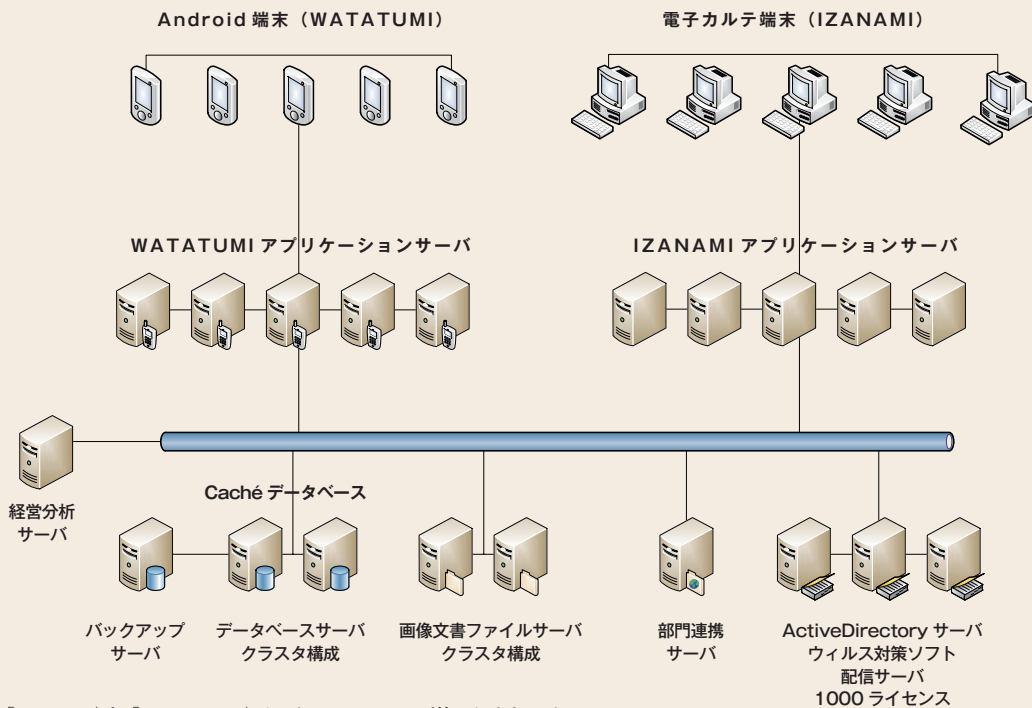 Android 端末（WATATUMI）
電子カルテ端末（IZANAMI）
WATATUMI アプリケーションサーバ
IZANAMI アプリケーションサーバ
経営分析
サーバ
Caché データベース
バックアップ
サーバ
データベースサーバ
クラスタ構成
画像文書ファイルサーバ
クラスタ構成
部門連携
サーバ
ActiveDirectory サーバ
ウィルス対策ソフト
配信サーバ
1000 ライセンス